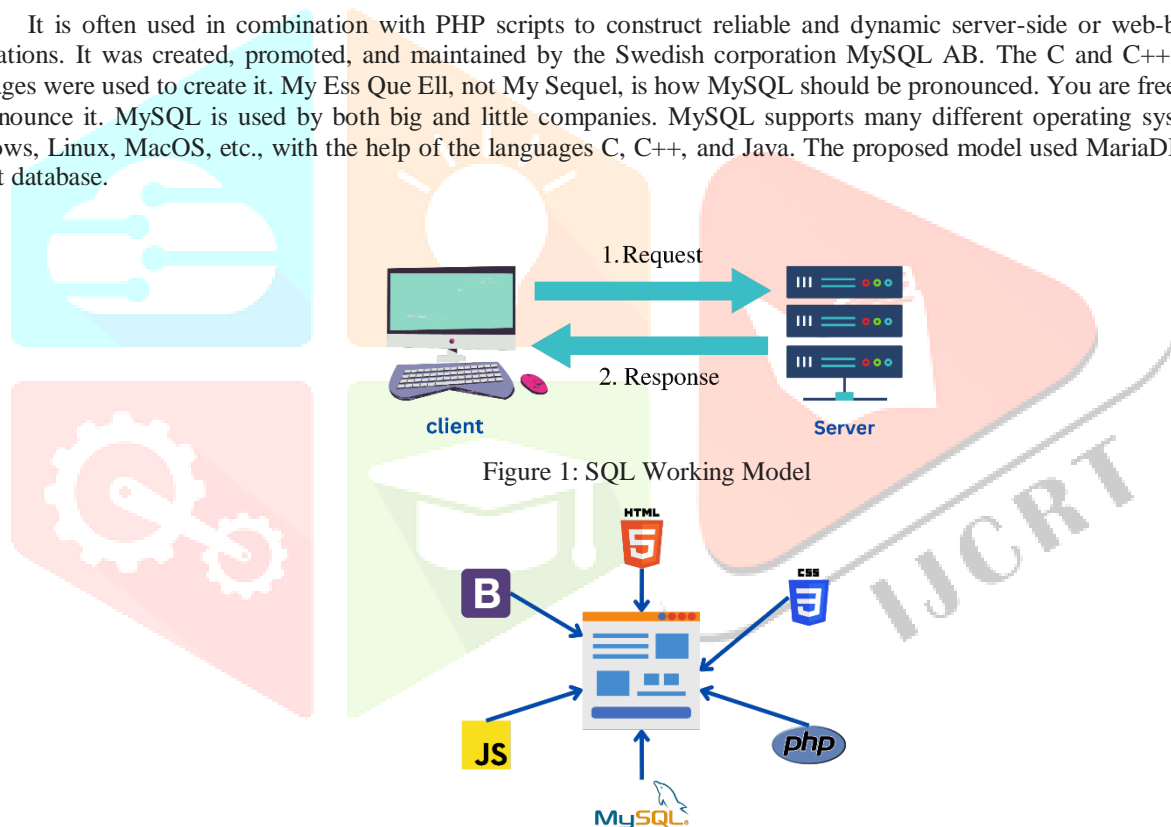 It is often used in combination with PHP scripts to construct reliable and dynamic server-side or web-b
ations. It was created, promoted, and maintained by the Swedish corporation MySQL AB. The C and C++
ages were used to create it. My Ess Que Ell, not My Sequel, is how MySQL should be pronounced. You are free
nounce it. MySQL is used by both big and little companies. MySQL supports many different operating sys
ows, Linux, MacOS, etc., with the help of the languages C, C++, and Java. The proposed model used MariaD
t database.
1. Request
2. Response
client
Server
Figure 1: SQL Working Model
HTML
5
B
CSS
3
JS
php
MySQL
IJCRT